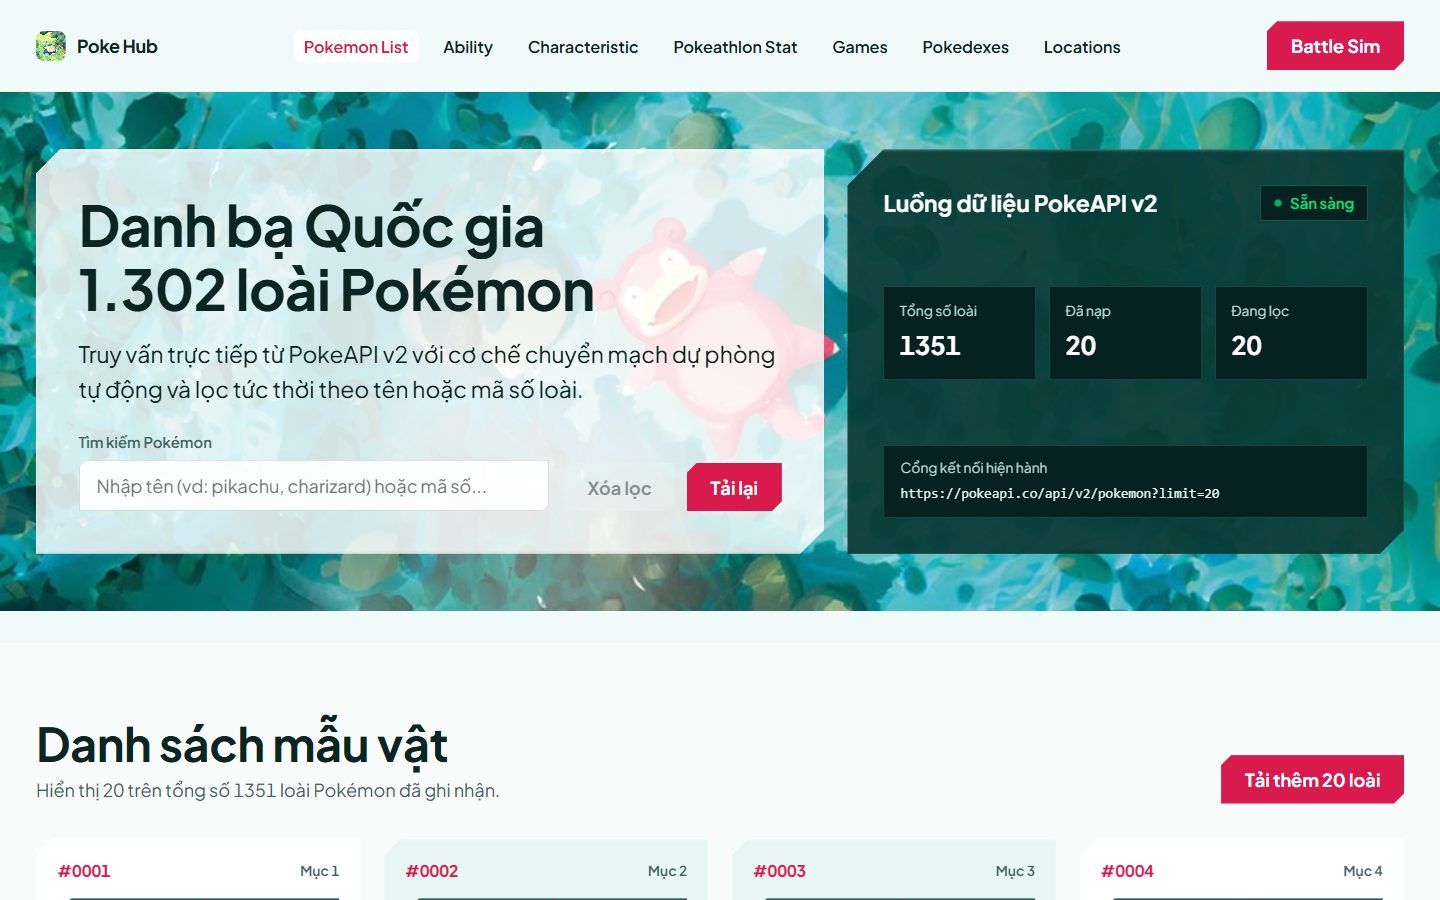 Poke Hub
Pokemon List
Ability
Characteristic
Pokeathlon Stat
Games
Pokedexes
Locations
Battle Sim
Danh bạ Quốc gia
1.302 loài Pokémon
Truy vấn trực tiếp từ PokeAPI v2 với cơ chế chuyển mạch dự phòng
tự động và lọc tức thời theo tên hoặc mã số loài.
Tìm kiếm Pokémon
Nhập tên (vd: pikachu, charizard) hoặc mã số...
Xóa lọc
Tải lại
Luồng dữ liệu PokeAPI v2
Sẵn sàng
Tổng số loài
1351
Đã nạp
20
Đang lọc
20
Cổng kết nối hiện hành
https://pokeapi.co/api/v2/pokemon?limit=20
Danh sách mẫu vật
Hiển thị 20 trên tổng số 1351 loài Pokémon đã ghi nhận.
Tải thêm 20 loài
#0001
Mục 1
#0002
Mục 2
#0003
Mục 3
#0004
Mục 4